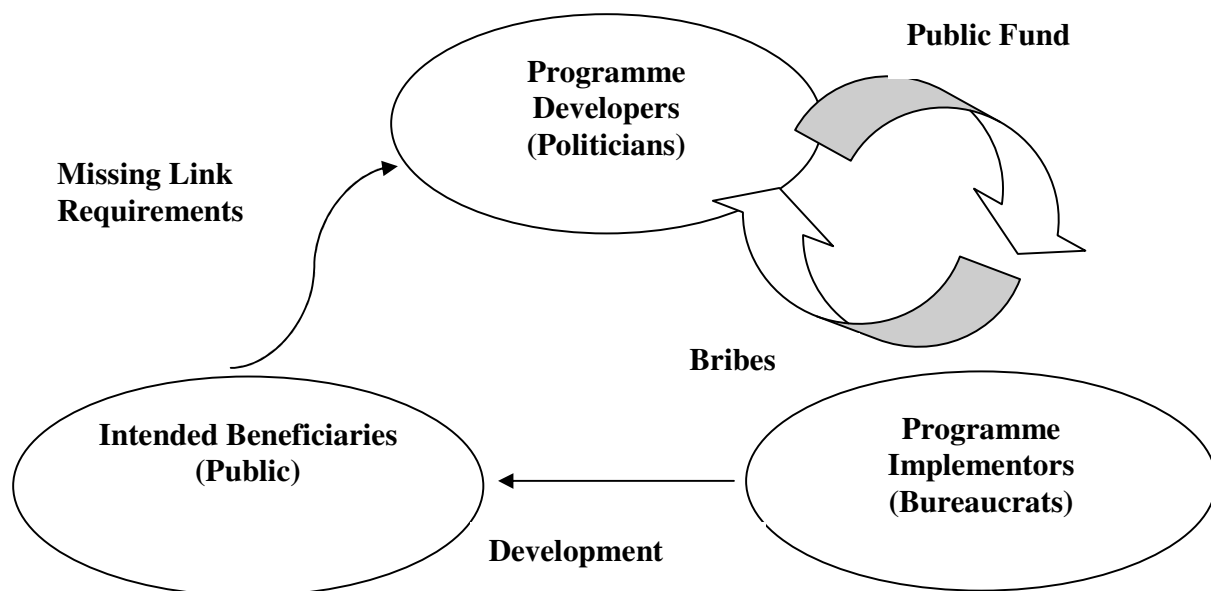 Public Fund
Programme
Developers
(Politicians)
Missing Link
Requirements
Bribes
Intended Beneficiaries
(Public)
Programme
Implementors
(Bureaucrats)
Development